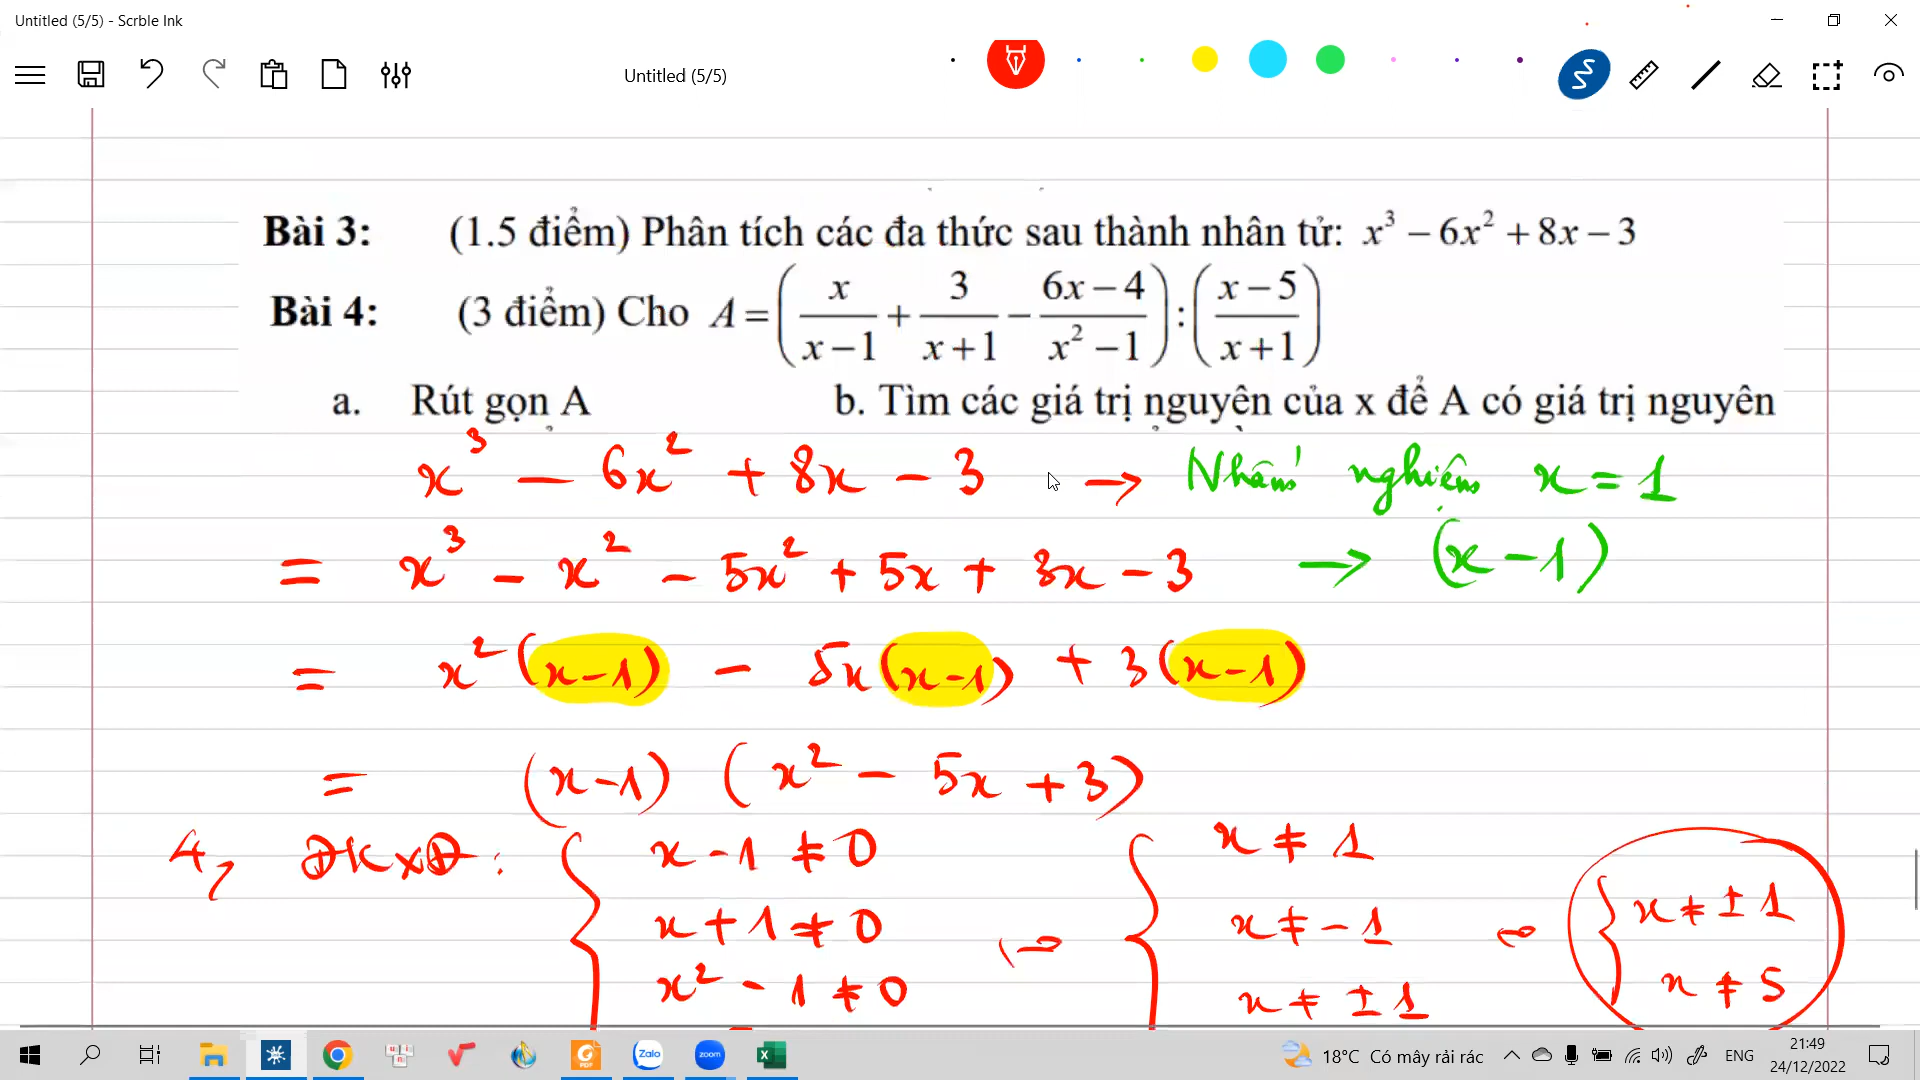 Untitled (5/5) - Scrble Ink
Untitled (5/5)
Bài 3: (1.5 điểm) Phân tích các đa thức sau thành nhân tử: x³ − 6x² + 8x − 3
Bài 4: (3 điểm) Cho A = (x/(x−1) + 3/(x+1) − (6x−4)/(x²−1)) : ((x−5)/(x+1))
a. Rút gọn A b. Tìm các giá trị nguyên của x để A có giá trị nguyên
x³ − 6x² + 8x − 3 → Nhẩm nghiệm x = 1
= x³ − x² − 5x² + 5x + 3x − 3 → (x − 1)
= x²(x−1) − 5x(x−1) + 3(x−1)
= (x−1) (x² − 5x + 3)
4, ĐKXĐ: { x − 1 ≠ 0 { x ≠ 1
x + 1 ≠ 0 ⇔ x ≠ −1 ⇔ { x ≠ ± 1
x² − 1 ≠ 0 x ≠ ± 1 x ≠ 5
Zalo
zoom
18°C Có mây rải rác
ENG
21:49
24/12/2022